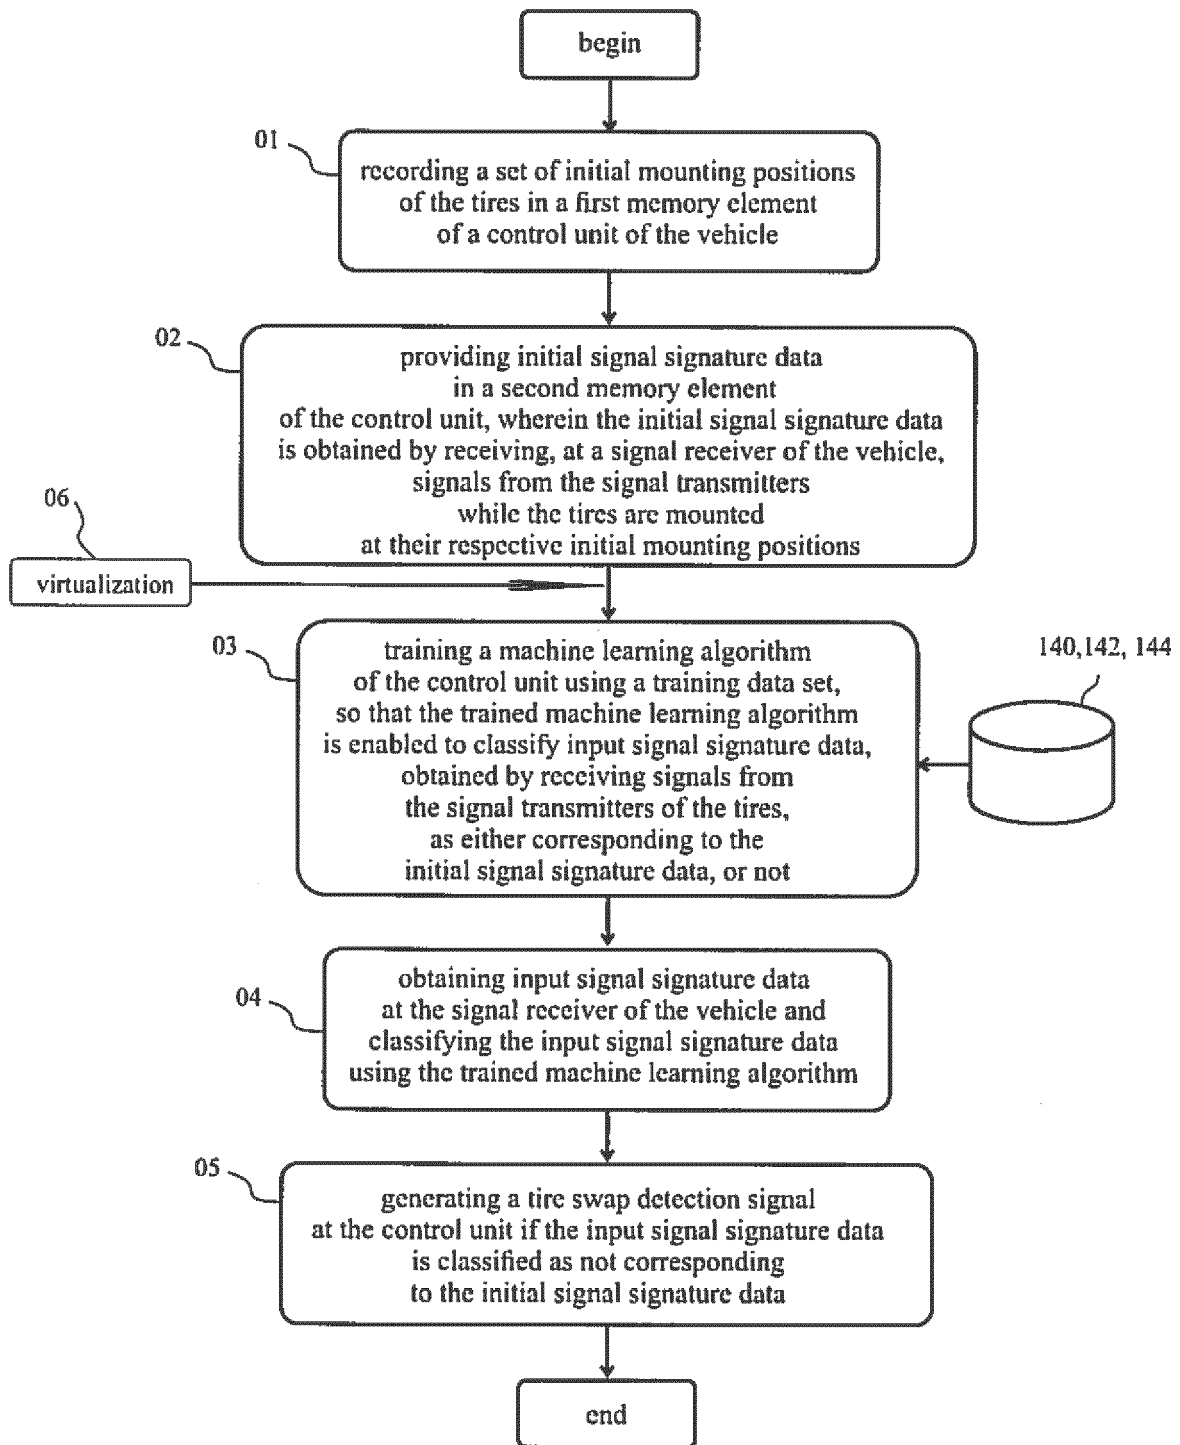 begin
01
recording a set of initial mounting positions
of the tires in a first memory element
of a control unit of the vehicle
02
providing initial signal signature data
in a second memory element
of the control unit, wherein the initial signal signature data
is obtained by receiving, at a signal receiver of the vehicle,
signals from the signal transmitters
while the tires are mounted
at their respective initial mounting positions
06
virtualization
03
training a machine learning algorithm
of the control unit using a training data set,
so that the trained machine learning algorithm
is enabled to classify input signal signature data,
obtained by receiving signals from
the signal transmitters of the tires,
as either corresponding to the
initial signal signature data, or not
140,142, 144
04
obtaining input signal signature data
at the signal receiver of the vehicle and
classifying the input signal signature data
using the trained machine learning algorithm
05
generating a tire swap detection signal
at the control unit if the input signal signature data
is classified as not corresponding
to the initial signal signature data
end